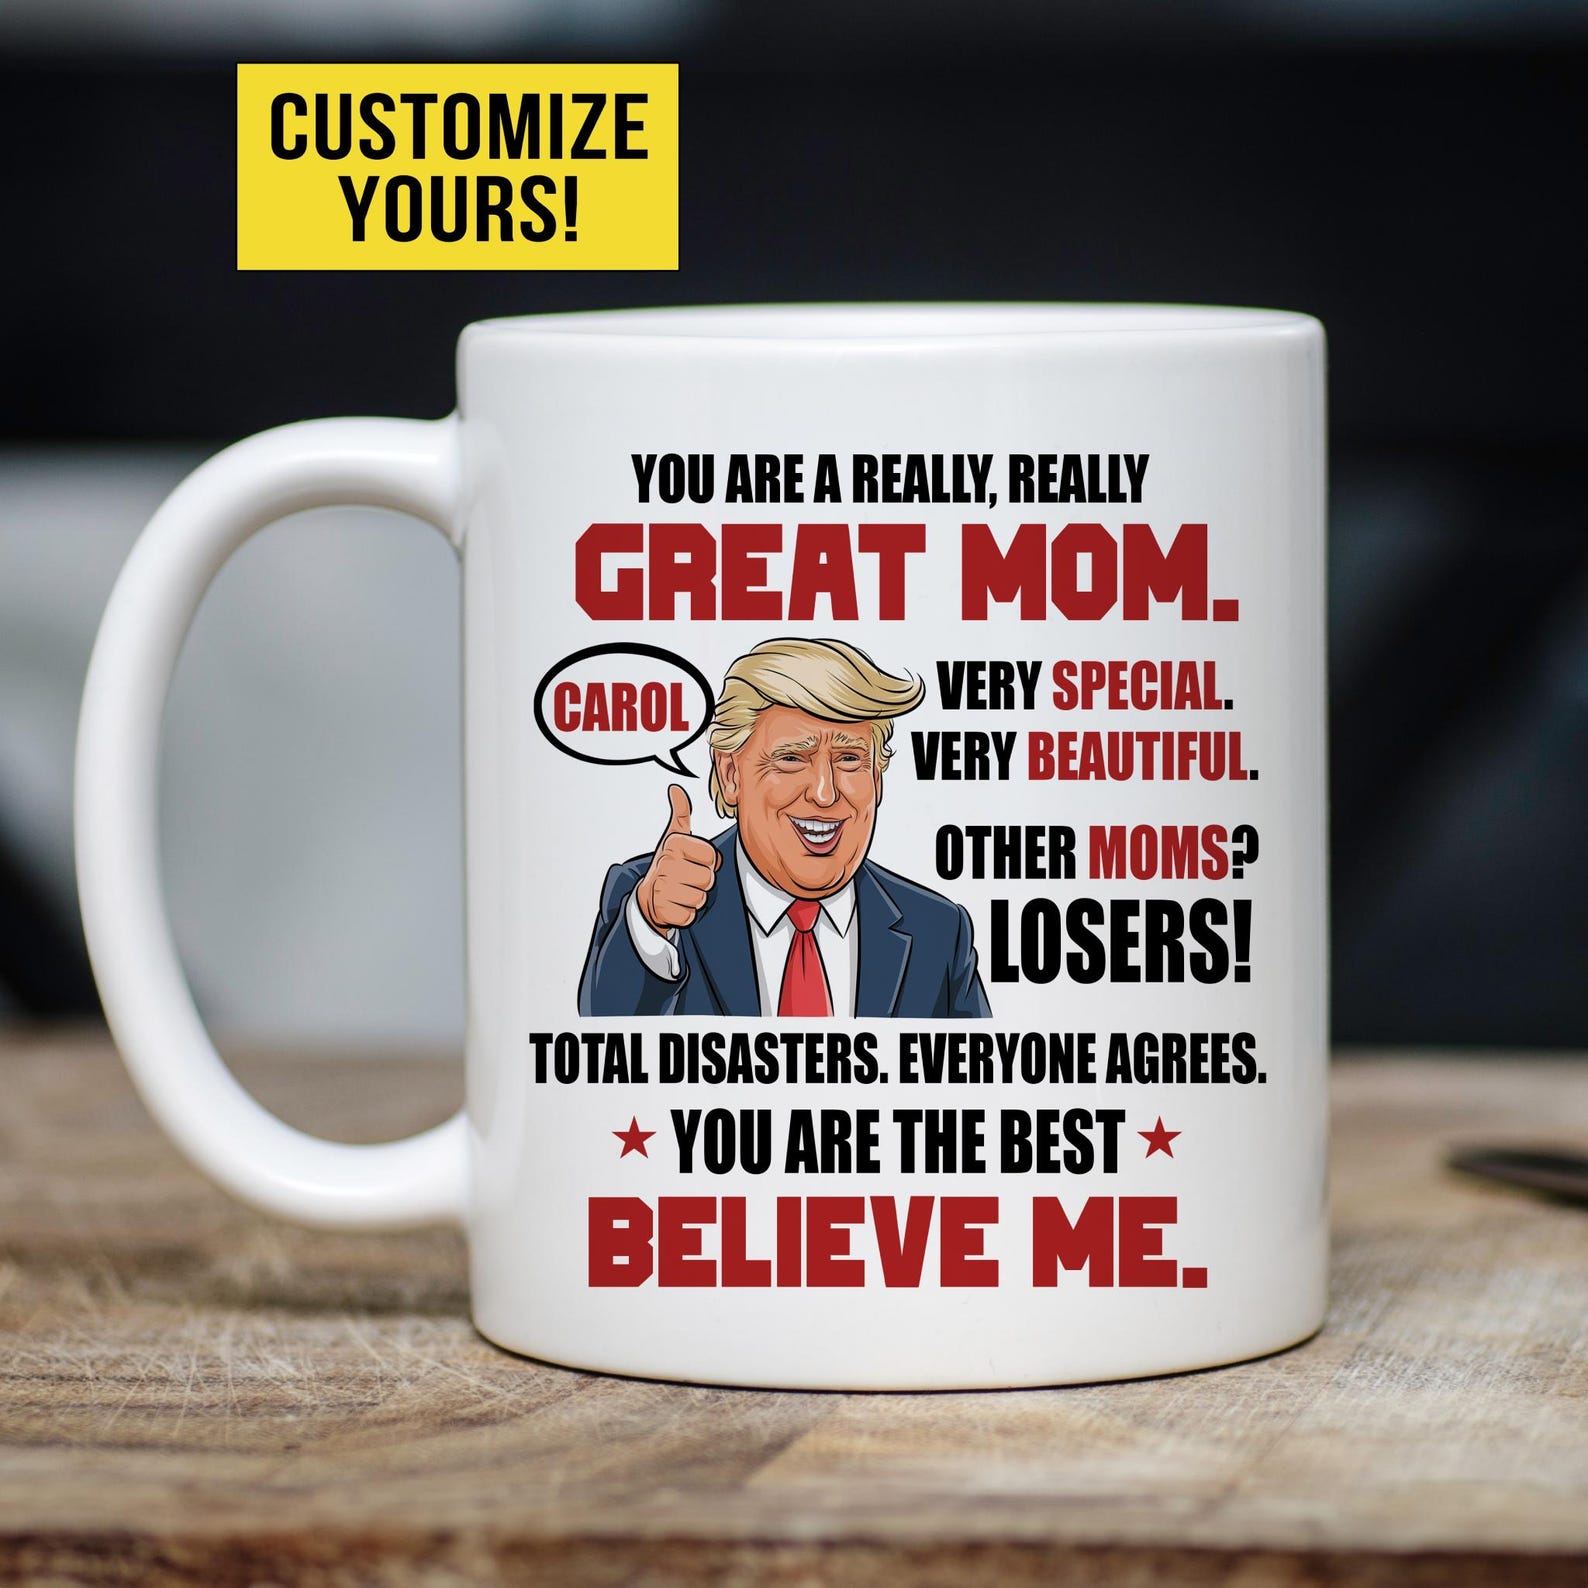 CUSTOMIZE
YOURS!
YOU ARE A REALLY, REALLY
GREAT MOM.
CAROL
VERY SPECIAL.
VERY BEAUTIFUL.
OTHER MOMS?
LOSERS!
TOTAL DISASTERS. EVERYONE AGREES.
★ YOU ARE THE BEST ★
BELIEVE ME.